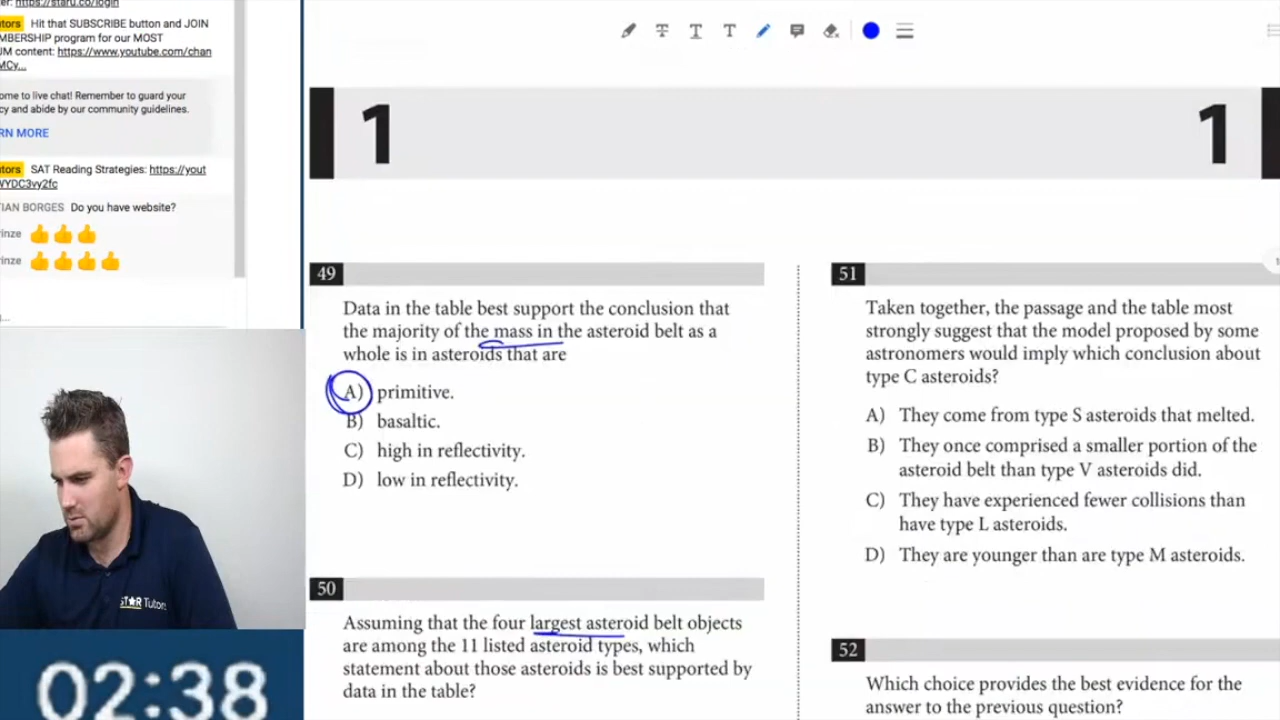 er: https://staru.co/login
tors Hit that SUBSCRIBE button and JOIN
MBERSHIP program for our MOST
UM content: https://www.youtube.com/chan
MCy...
ome to live chat! Remember to guard your
cy and abide by our community guidelines.
RN MORE
tors SAT Reading Strategies: https://yout
WYDC3vy2fc
TIAN BORGES Do you have website?
inze
inze
1 1
49
Data in the table best support the conclusion that
the majority of the mass in the asteroid belt as a
whole is in asteroids that are
A) primitive.
B) basaltic.
C) high in reflectivity.
D) low in reflectivity.
50
Assuming that the four largest asteroid belt objects
are among the 11 listed asteroid types, which
statement about those asteroids is best supported by
data in the table?
51
Taken together, the passage and the table most
strongly suggest that the model proposed by some
astronomers would imply which conclusion about
type C asteroids?
A) They come from type S asteroids that melted.
B) They once comprised a smaller portion of the
asteroid belt than type V asteroids did.
C) They have experienced fewer collisions than
have type L asteroids.
D) They are younger than are type M asteroids.
52
Which choice provides the best evidence for the
answer to the previous question?
STAR Tutors
02:38